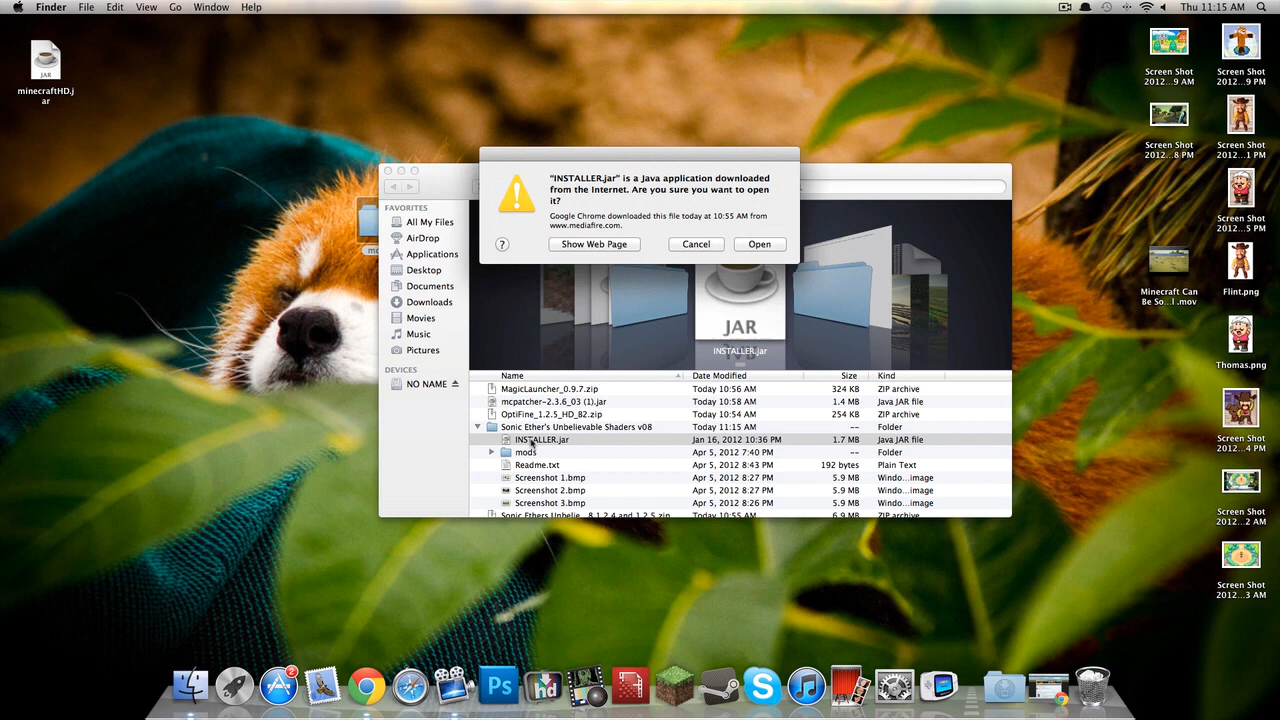 Finder File Edit View Go Window Help
Thu 11:15 AM
JAR
minecraftHD.j
ar
Screen Shot
2012...9 AM
Screen Shot
2012...9 PM
Screen Shot
2012...8 PM
Screen Shot
2012...1 PM
Screen Shot
2012...5 PM
Minecraft Can
Be So...l .mov
Flint.png
Thomas.png
Screen Shot
2012...4 PM
Screen Shot
2012...2 AM
Screen Shot
2012...3 AM
"INSTALLER.jar" is a Java application downloaded
from the Internet. Are you sure you want to open
it?
Google Chrome downloaded this file today at 10:55 AM from
www.mediafire.com.
? Show Web Page Cancel Open
FAVORITES
All My Files
AirDrop
Applications
Desktop
Documents
Downloads
Movies
Music
Pictures
DEVICES
NO NAME
JAR
INSTALLER.jar
Name Date Modified Size Kind
MagicLauncher_0.9.7.zip Today 10:56 AM 324 KB ZIP archive
mcpatcher-2.3.6_03 (1).jar Today 10:58 AM 1.4 MB Java JAR file
OptiFine_1.2.5_HD_B2.zip Today 10:54 AM 254 KB ZIP archive
Sonic Ether's Unbelievable Shaders v08 Today 11:15 AM -- Folder
INSTALLER.jar Jan 16, 2012 10:36 PM 1.7 MB Java JAR file
mods Apr 5, 2012 7:40 PM -- Folder
Readme.txt Apr 5, 2012 8:43 PM 192 bytes Plain Text
Screenshot 1.bmp Apr 5, 2012 8:27 PM 5.9 MB Windo...image
Screenshot 2.bmp Apr 5, 2012 8:27 PM 5.9 MB Windo...image
Screenshot 3.bmp Apr 5, 2012 8:26 PM 5.9 MB Windo...image
Sonic Ethers Unbelie...8 1.2.4 and 1.2.5.zip Today 10:55 AM 6.9 MB ZIP archive
2
Ps
hd